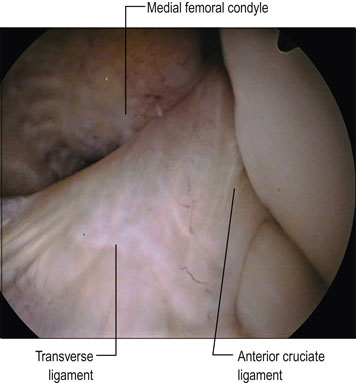 Medial femoral condyle
Transverse
ligament
Anterior cruciate
ligament